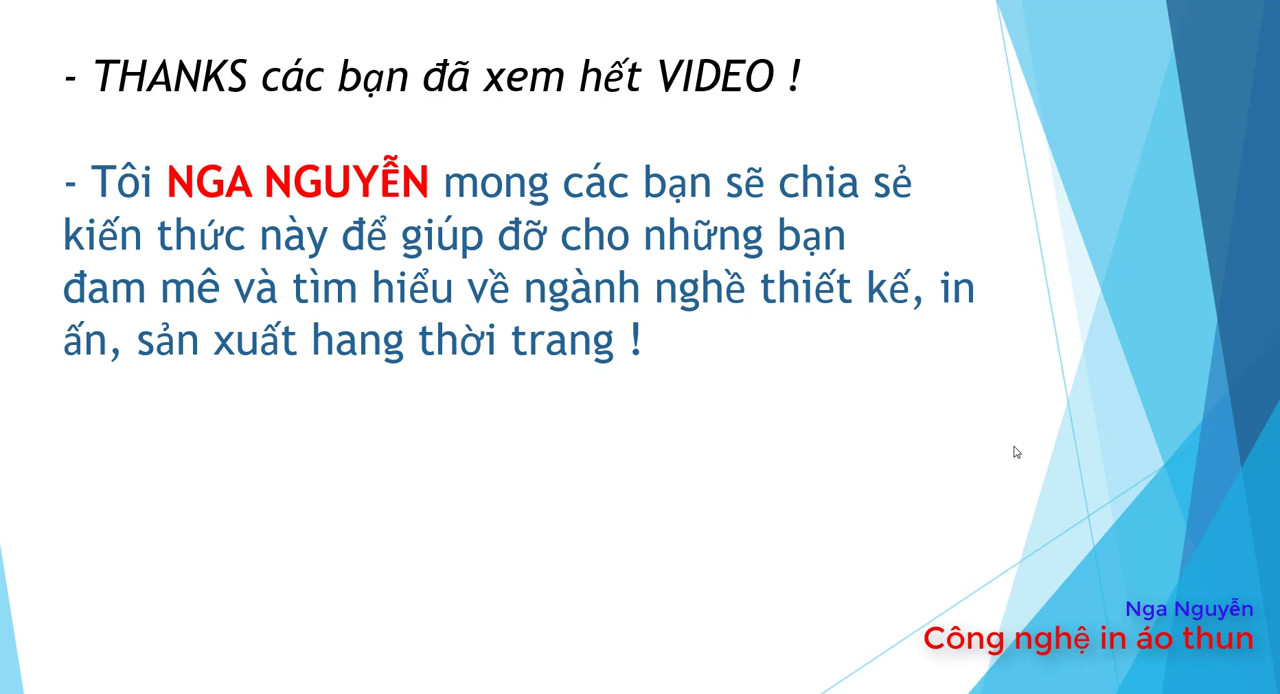 - THANKS các bạn đã xem hết VIDEO !
- Tôi NGA NGUYỄN mong các bạn sẽ chia sẻ
kiến thức này để giúp đỡ cho những bạn
đam mê và tìm hiểu về ngành nghề thiết kế, in
ấn, sản xuất hang thời trang !
Nga Nguyễn
Công nghệ in áo thun